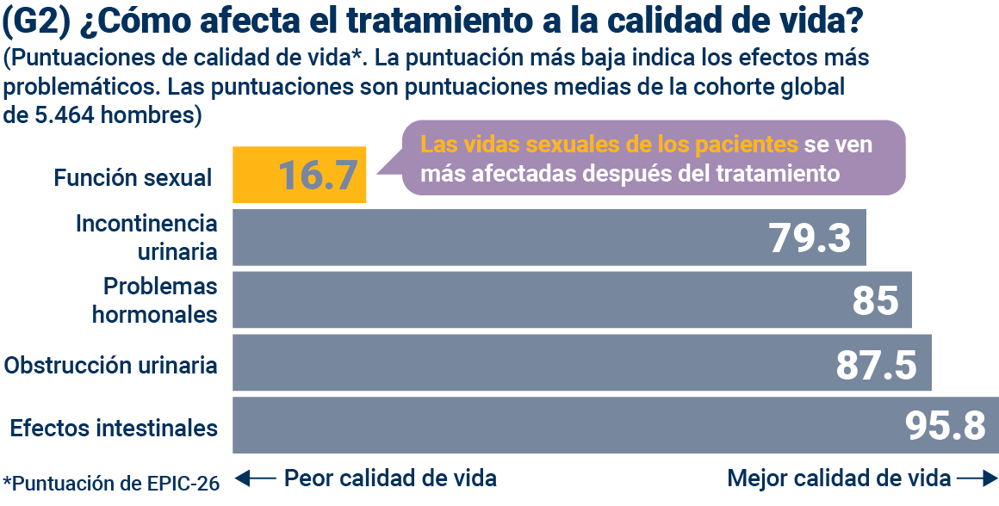 (G2) ¿Cómo afecta el tratamiento a la calidad de vida?
(Puntuaciones de calidad de vida*. La puntuación más baja indica los efectos más
problemáticos. Las puntuaciones son puntuaciones medias de la cohorte global
de 5.464 hombres)
Las vidas sexuales de los pacientes se ven
más afectadas después del tratamiento
Función sexual 16.7
Incontinencia
urinaria 79.3
Problemas
hormonales 85
Obstrucción urinaria 87.5
Efectos intestinales 95.8
*Puntuación de EPIC-26 Peor calidad de vida Mejor calidad de vida